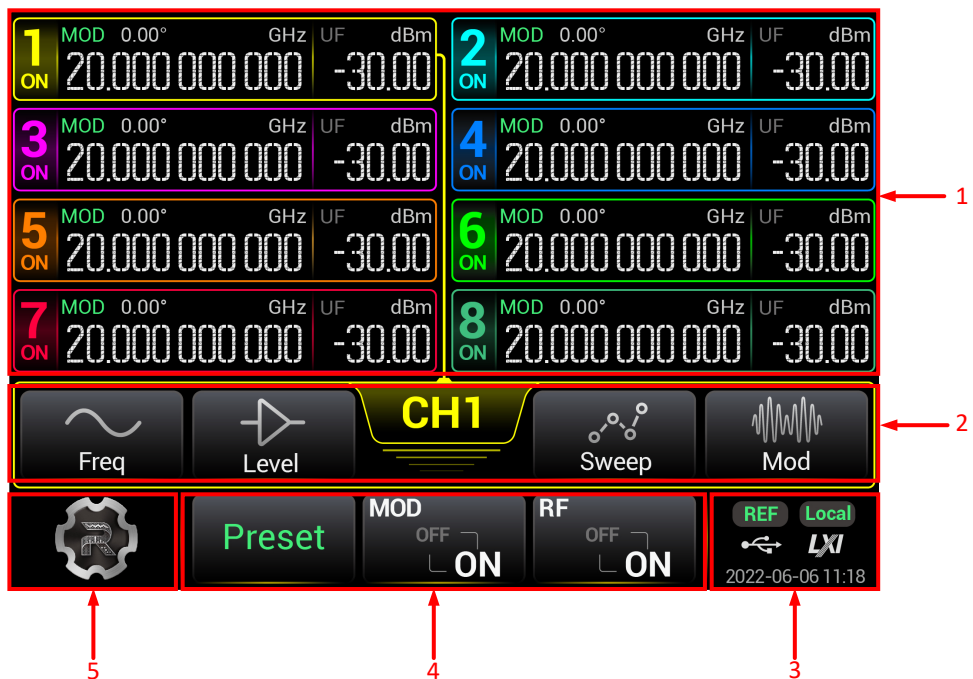 1 ON MOD 0.00° GHz UF dBm
20.000 000 000 -30.00
2 ON MOD 0.00° GHz UF dBm
20.000 000 000 -30.00
3 ON MOD 0.00° GHz UF dBm
20.000 000 000 -30.00
4 ON MOD 0.00° GHz UF dBm
20.000 000 000 -30.00
1
5 ON MOD 0.00° GHz UF dBm
20.000 000 000 -30.00
6 ON MOD 0.00° GHz UF dBm
20.000 000 000 -30.00
7 ON MOD 0.00° GHz UF dBm
20.000 000 000 -30.00
8 ON MOD 0.00° GHz UF dBm
20.000 000 000 -30.00
CH1
Freq Level Sweep Mod
2
R
Preset
MOD
OFF
ON
RF
OFF
ON
REF Local
LXI
2022-06-06 11:18
5 4 3